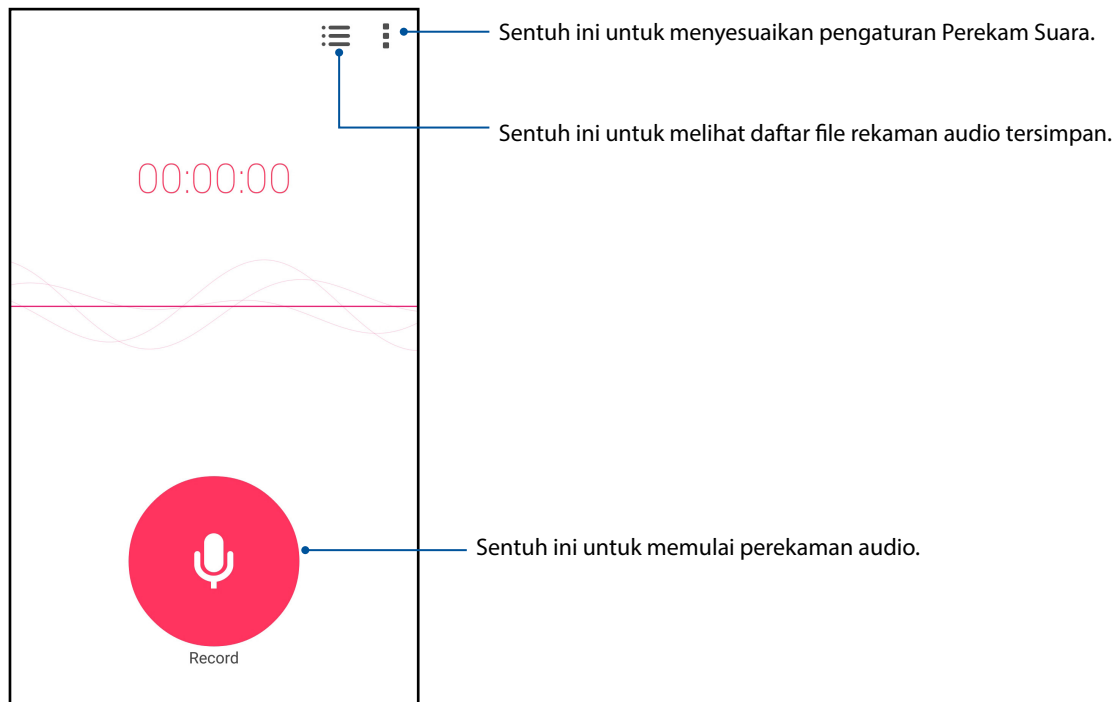 Sentuh ini untuk menyesuaikan pengaturan Perekam Suara.
Sentuh ini untuk melihat daftar file rekaman audio tersimpan.
00:00:00
Sentuh ini untuk memulai perekaman audio.
Record